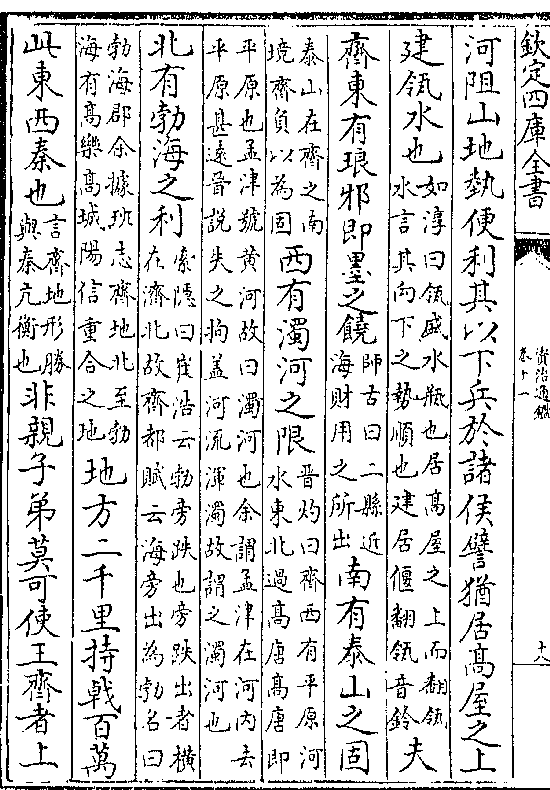 欽定四庫全書
資治通鑑
卷十一
十八
河阻山地埶便利其以下兵於諸侯譬猶居高屋之上
建瓴水也如淳曰瓴盛水瓶也居高屋之上而翻瓴水言其向下之勢順也建居偃翻瓴音鈴夫
齊東有琅邪即墨之饒師古曰二縣近海財用之所出南有泰山之固
泰山在齊之南境齊負以為固西有濁河之限晉灼曰齊西有平原河水東北過高唐高唐即
平原也孟津號黄河故曰濁河也余謂孟津在河内去平原甚逺晉說失之拘盖河流渾濁故謂之濁河也
北有勃海之利索隱曰崔浩云勃旁跌也旁跌出者横在濟北故齊都賦云海旁出為勃名曰
勃海郡余據班志齊地北至勃海有高樂高城陽信重合之地地方二千里持戟百萬
此東西秦也言齊地形勝與秦亢衡也非親子弟莫可使王齊者上